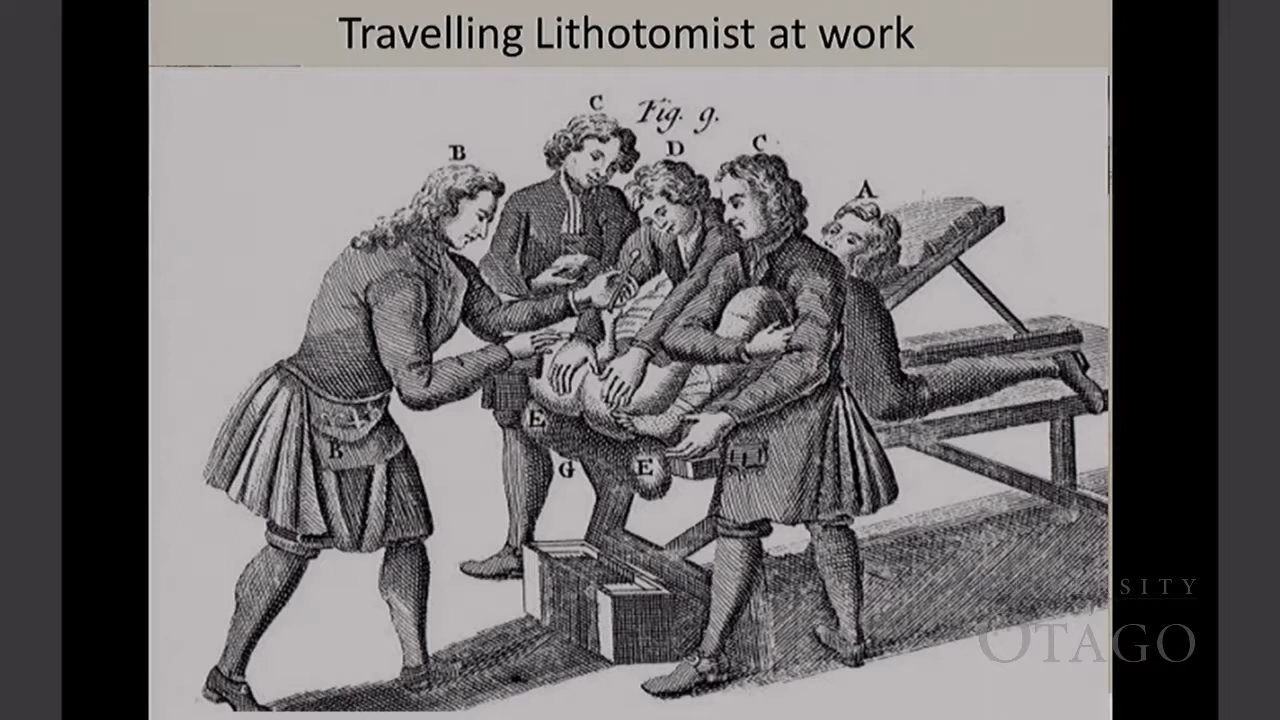 Travelling Lithotomist at work
C Fig. 9.
B D C
A
E
B G E
SITY
OTAGO